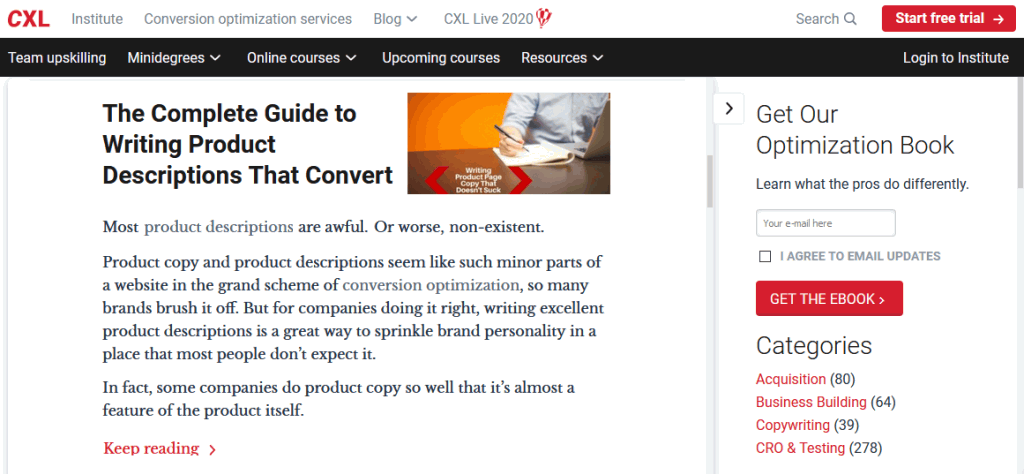 CXL Institute Conversion optimization services Blog CXL Live 2020 Search Start free trial →
Team upskilling Minidegrees Online courses Upcoming courses Resources Login to Institute
The Complete Guide to
Writing Product
Descriptions That Convert
Writing
Product Page
Copy That
Doesn't Suck
Most product descriptions are awful. Or worse, non-existent.
Product copy and product descriptions seem like such minor parts of
a website in the grand scheme of conversion optimization, so many
brands brush it off. But for companies doing it right, writing excellent
product descriptions is a great way to sprinkle brand personality in a
place that most people don’t expect it.
In fact, some companies do product copy so well that it’s almost a
feature of the product itself.
Keep reading >
Get Our
Optimization Book
Learn what the pros do differently.
Your e-mail here
I AGREE TO EMAIL UPDATES
GET THE EBOOK >
Categories
Acquisition (80)
Business Building (64)
Copywriting (39)
CRO & Testing (278)